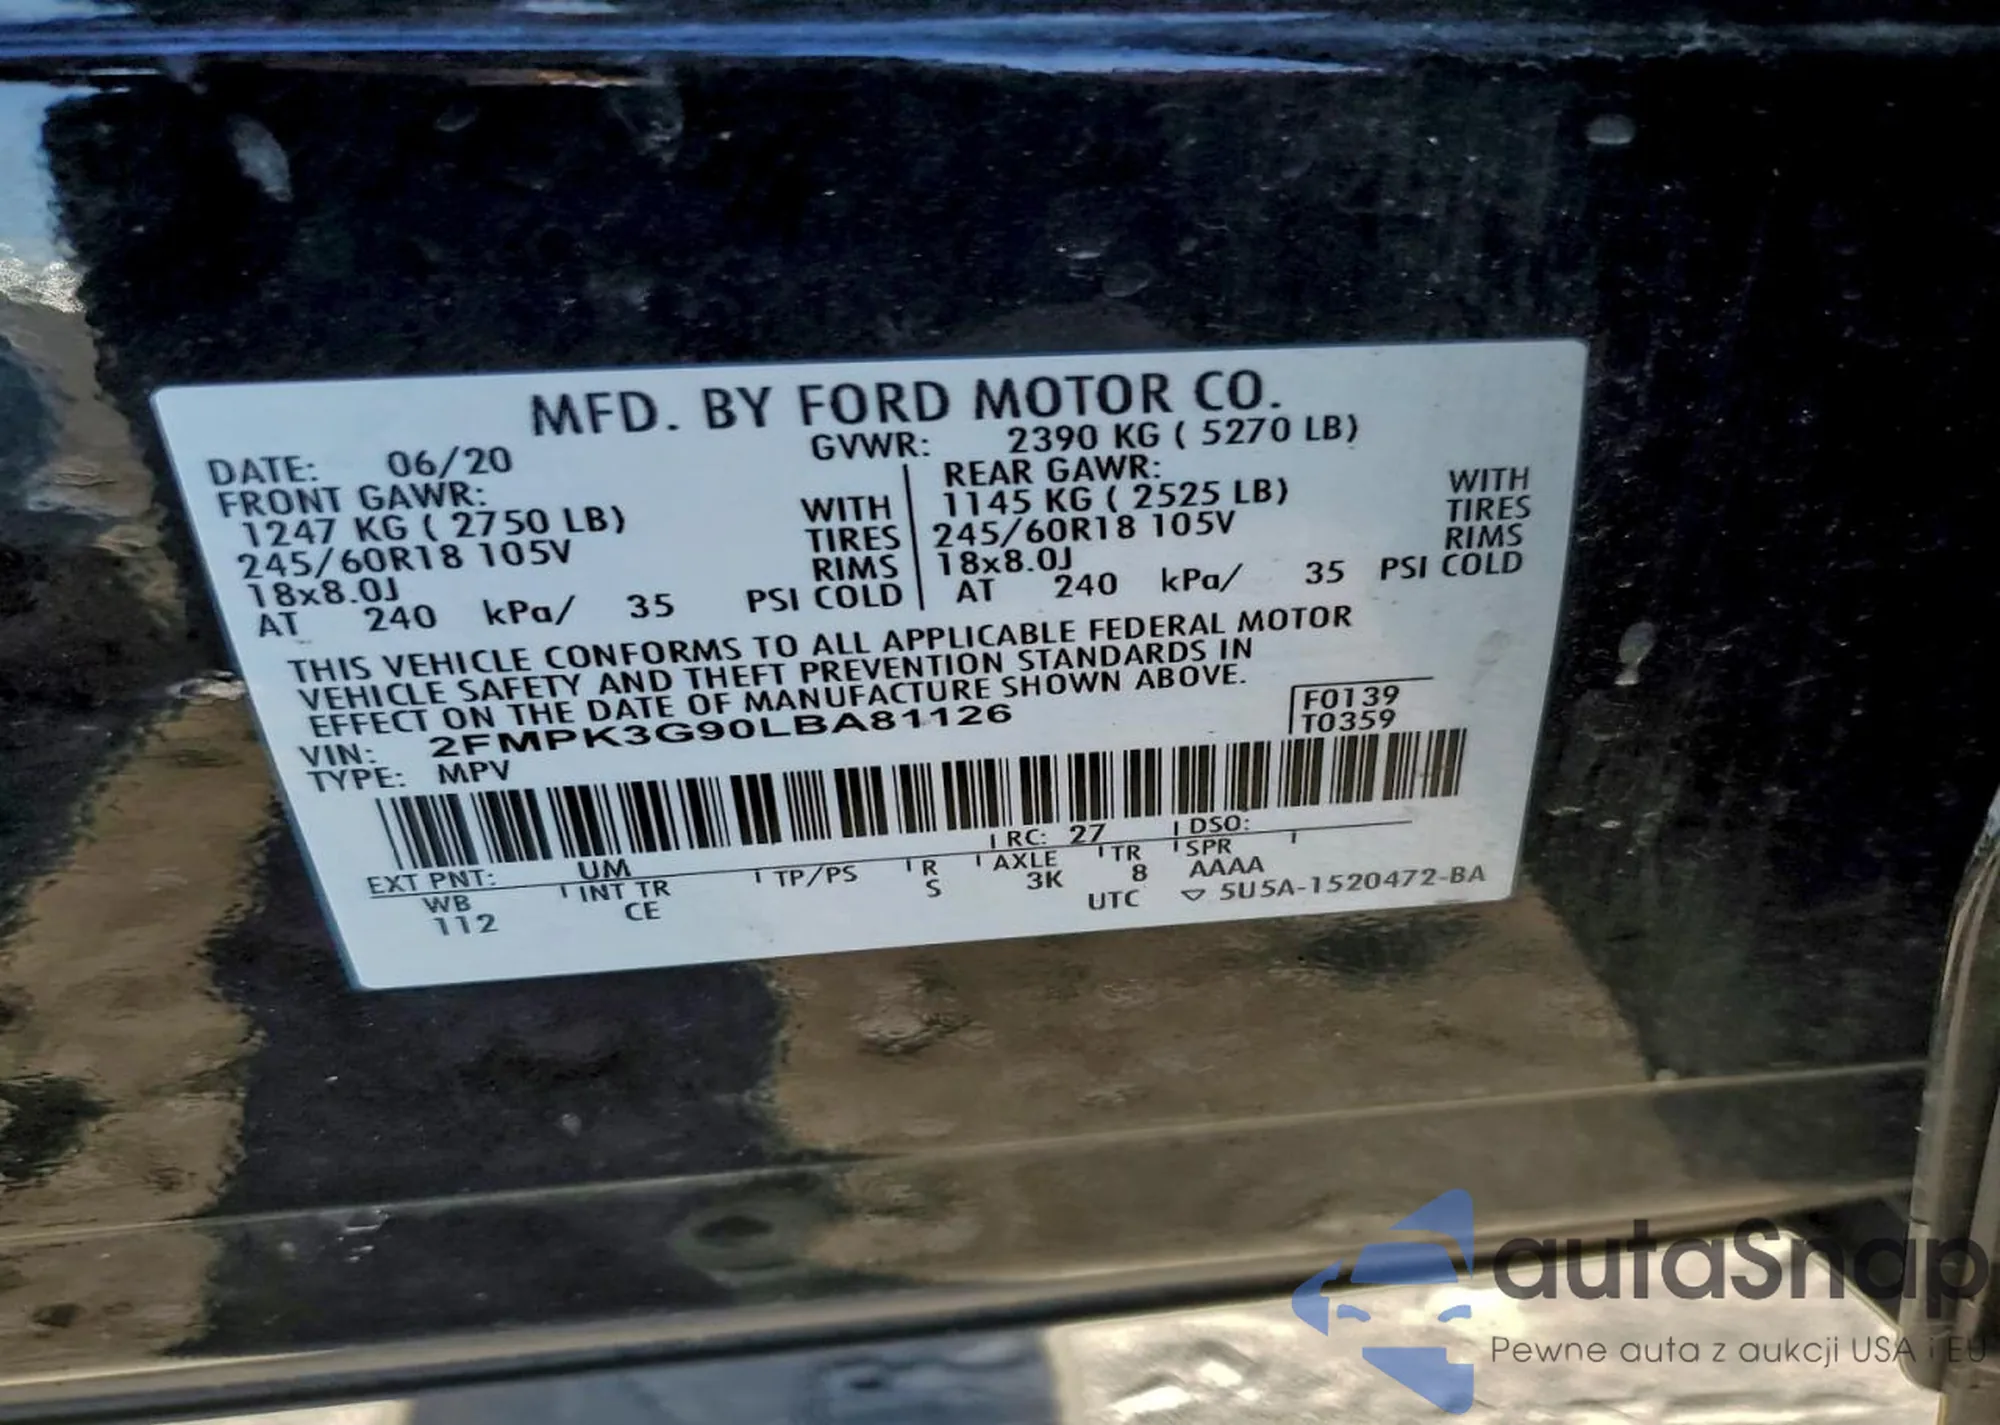 MFD. BY FORD MOTOR CO.
DATE: 06/20 GVWR: 2390 KG ( 5270 LB)
FRONT GAWR: REAR GAWR:
1247 KG ( 2750 LB) WITH 1145 KG ( 2525 LB) WITH
245/60R18 105V TIRES 245/60R18 105V TIRES
18x8.0J RIMS 18x8.0J RIMS
AT 240 kPa/ 35 PSI COLD AT 240 kPa/ 35 PSI COLD
THIS VEHICLE CONFORMS TO ALL APPLICABLE FEDERAL MOTOR
VEHICLE SAFETY AND THEFT PREVENTION STANDARDS IN
EFFECT ON THE DATE OF MANUFACTURE SHOWN ABOVE.
VIN: 2FMPK3G90LBA81126 F0139
TYPE: MPV T0359
EXT PNT: UM RC: 27 DSO:
WB INT TR TP/PS R AXLE TR SPR
112 CE S 3K 8 AAAA
UTC 5U5A-1520472-BA
autaSnap
Pewne auta z aukcji USA i EU